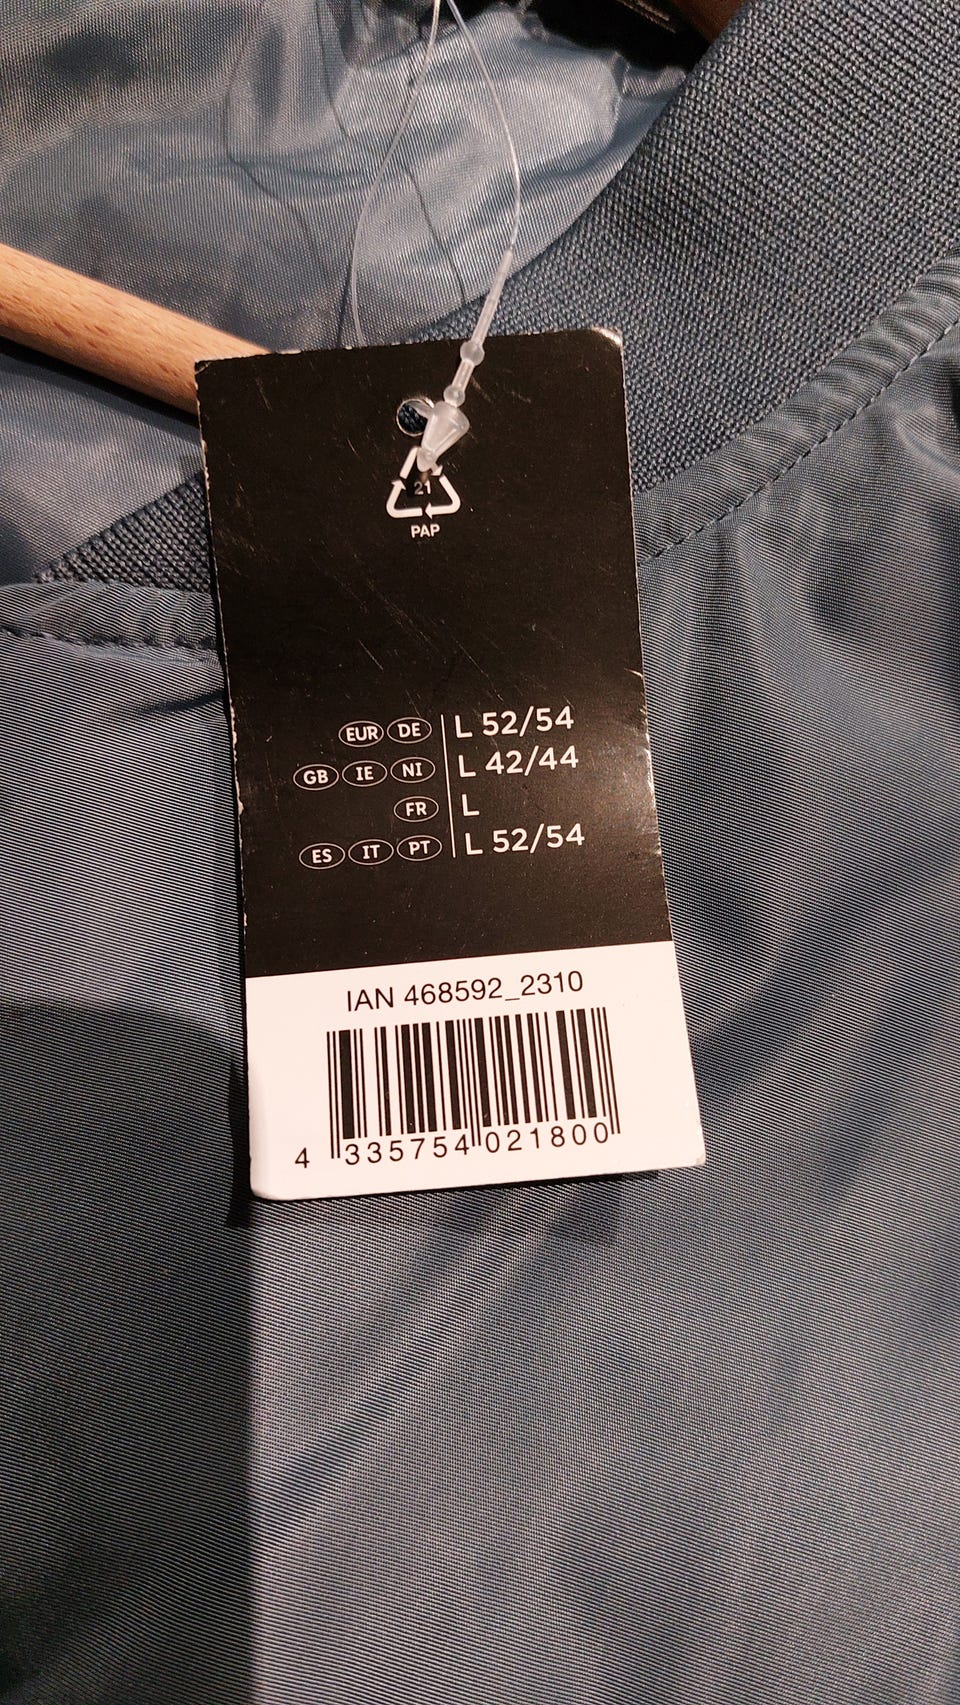 21
PAP
EUR DE L 52/54
GB IE NI L 42/44
FR L
ES IT PT L 52/54
IAN 468592_2310
4 335754 021800